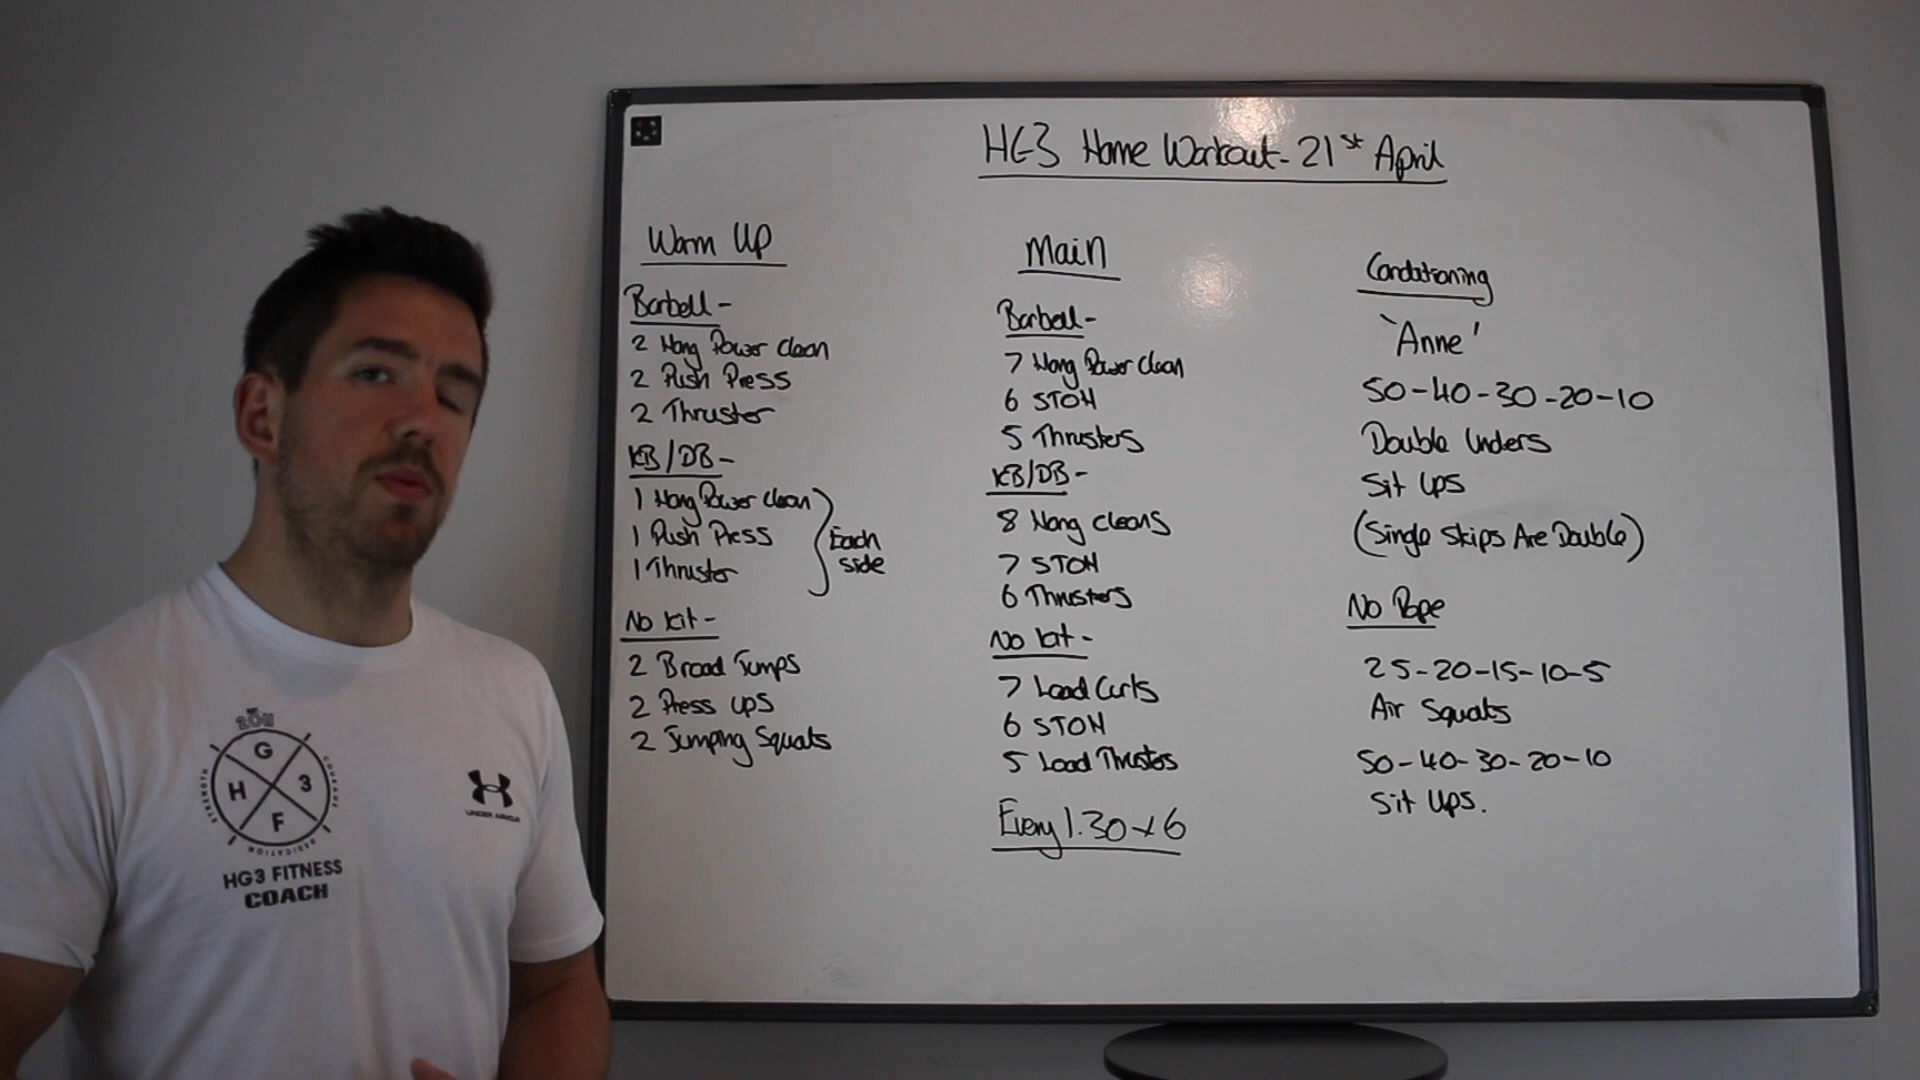 HG3 Home Workout - 21st April
Warm Up
Barbell -
2 Hang Power Clean
2 Push Press
2 Thruster
KB/DB -
1 Hang Power Clean
1 Push Press
1 Thruster
Each
side
No Kit -
2 Broad Jumps
2 Press ups
2 Jumping Squats
Main
Barbell -
7 Hang Power Clean
6 STOH
5 Thrusters
KB/DB -
8 Hang Cleans
7 STOH
6 Thrusters
No Kit -
7 Load Curls
6 STOH
5 Load Thrusters
Every 1.30 x 6
Conditioning
'Anne'
50-40-30-20-10
Double Unders
Sit Ups
(Single Skips Are Double)
No Rope
25-20-15-10-5
Air Squats
50-40-30-20-10
Sit Ups.
G
H 3
F
STRENGTH
COURAGE
DEDICATION
HG3 FITNESS
COACH
UNDER ARMOUR